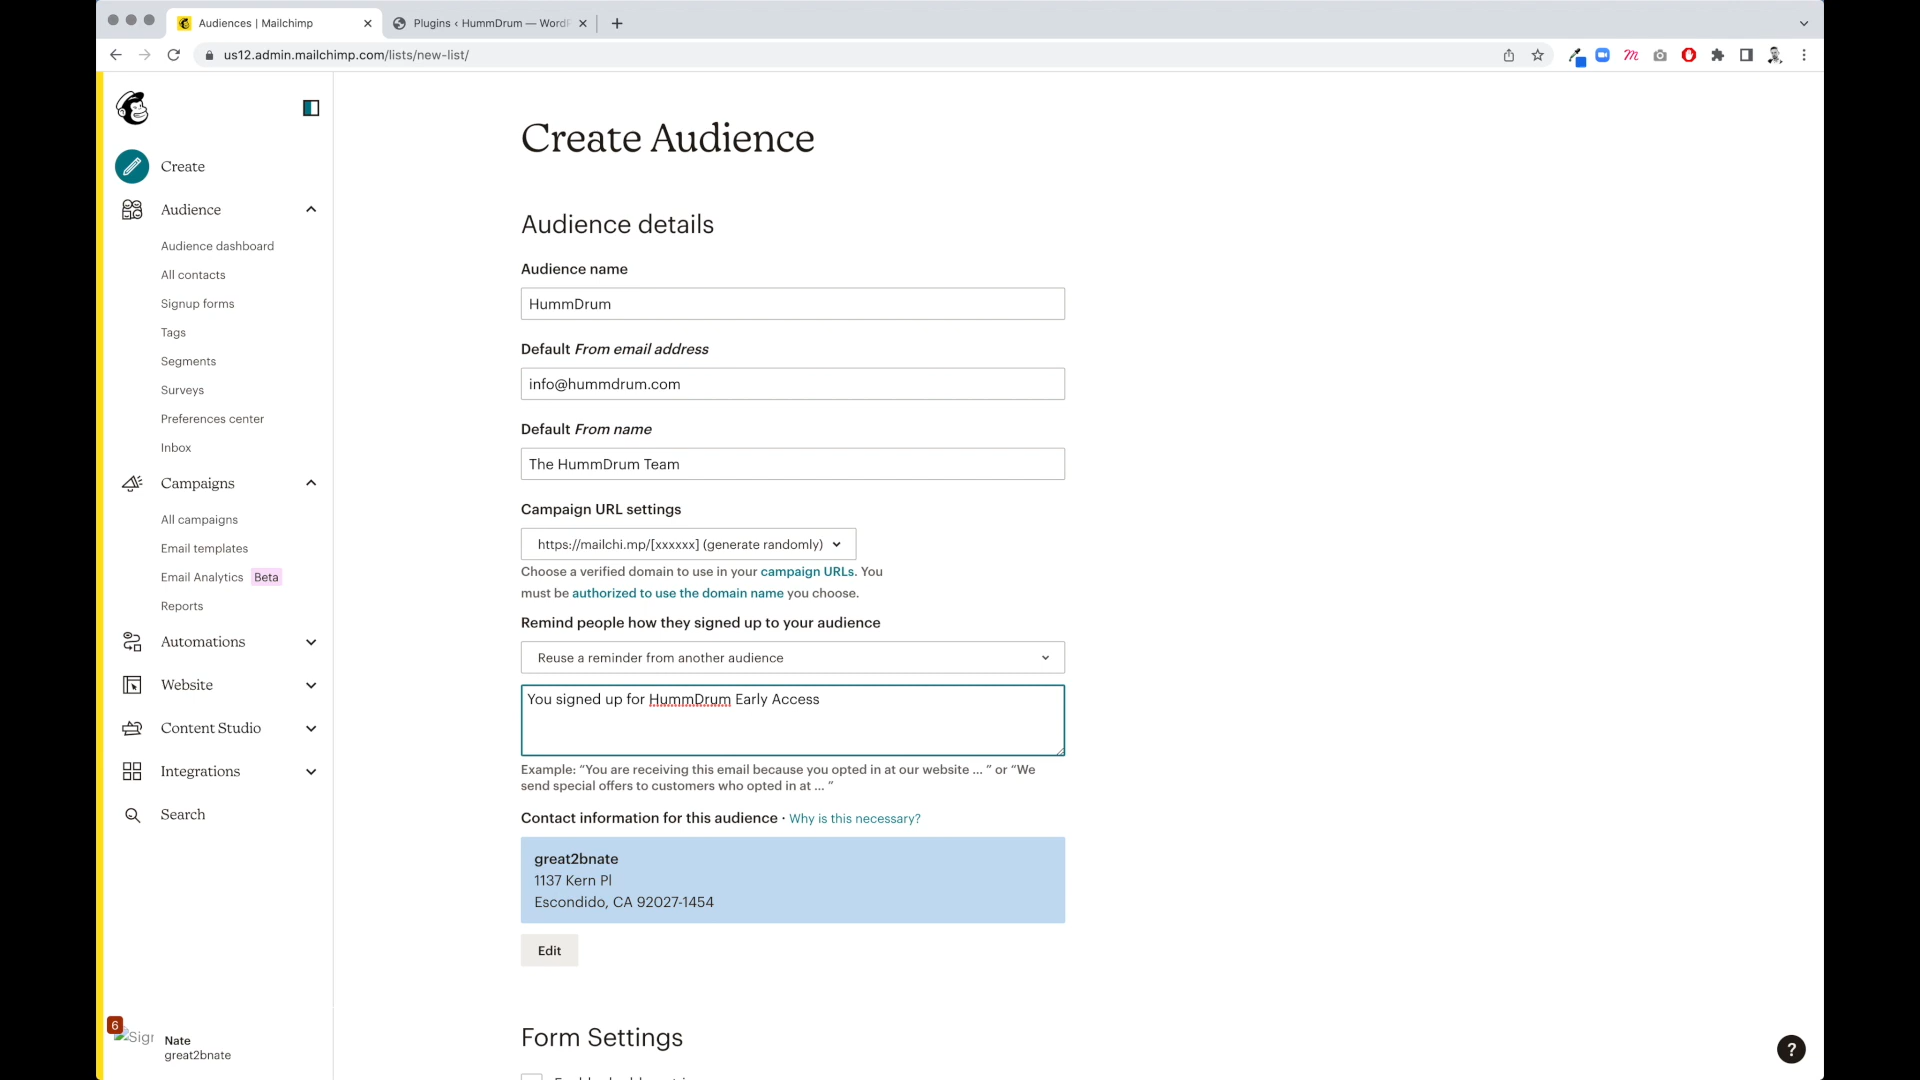 Audiences | Mailchimp
Plugins ‹ HummDrum — Word
us12.admin.mailchimp.com/lists/new-list/
Create
Audience
Audience dashboard
All contacts
Signup forms
Tags
Segments
Surveys
Preferences center
Inbox
Campaigns
All campaigns
Email templates
Email Analytics Beta
Reports
Automations
Website
Content Studio
Integrations
Search
6
Sigr
Nate
great2bnate
Create Audience
Audience details
Audience name
HummDrum
Default From email address
info@hummdrum.com
Default From name
The HummDrum Team
Campaign URL settings
https://mailchi.mp/[xxxxxx] (generate randomly)
Choose a verified domain to use in your campaign URLs. You
must be authorized to use the domain name you choose.
Remind people how they signed up to your audience
Reuse a reminder from another audience
You signed up for HummDrum Early Access
Example: “You are receiving this email because you opted in at our website ... ” or “We
send special offers to customers who opted in at ... ”
Contact information for this audience · Why is this necessary?
great2bnate
1137 Kern Pl
Escondido, CA 92027-1454
Edit
Form Settings
?